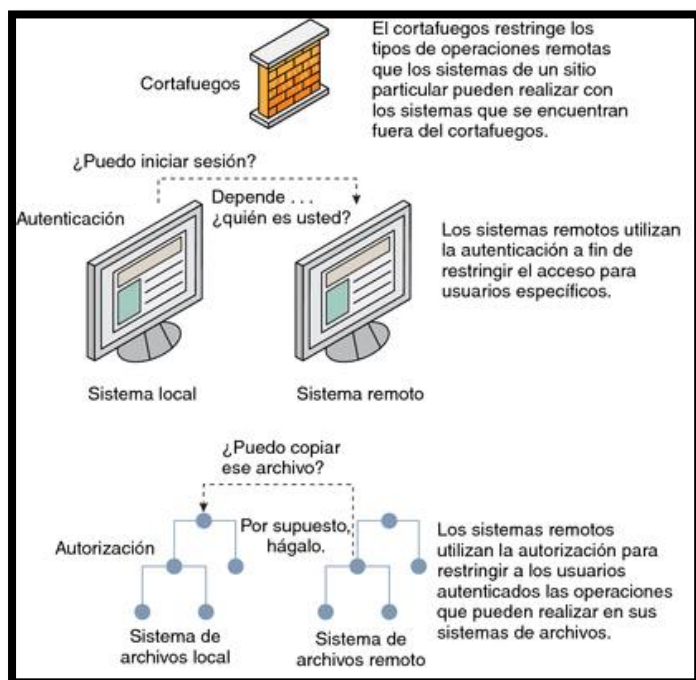 Cortafuegos
El cortafuegos restringe los
tipos de operaciones remotas
que los sistemas de un sitio
particular pueden realizar con
los sistemas que se encuentran
fuera del cortafuegos.
¿Puedo iniciar sesión?
Autenticación
Depende . . .
¿quién es usted?
Los sistemas remotos utilizan
la autenticación a fin de
restringir el acceso para
usuarios específicos.
Sistema local
Sistema remoto
¿Puedo copiar
ese archivo?
Autorización
Por supuesto,
hágalo.
Los sistemas remotos
utilizan la autorización para
restringir a los usuarios
autenticados las operaciones
que pueden realizar en sus
sistemas de archivos.
Sistema de
archivos local
Sistema de
archivos remoto